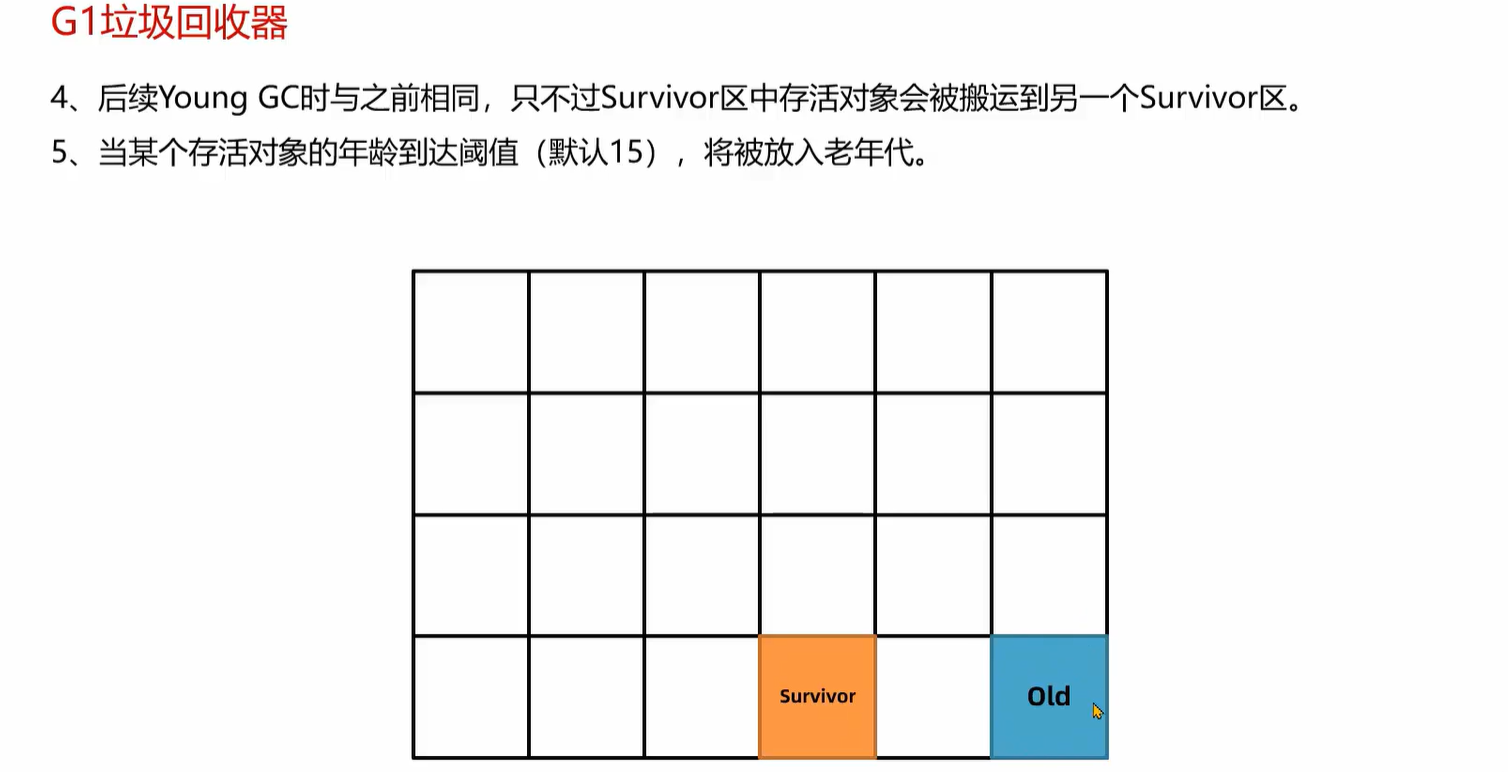 G1垃圾回收器
4、后续Young GC时与之前相同，只不过Survivor区中存活对象会被搬运到另一个Survivor区。
5、当某个存活对象的年龄到达阈值（默认15），将被放入老年代。
Survivor
Old